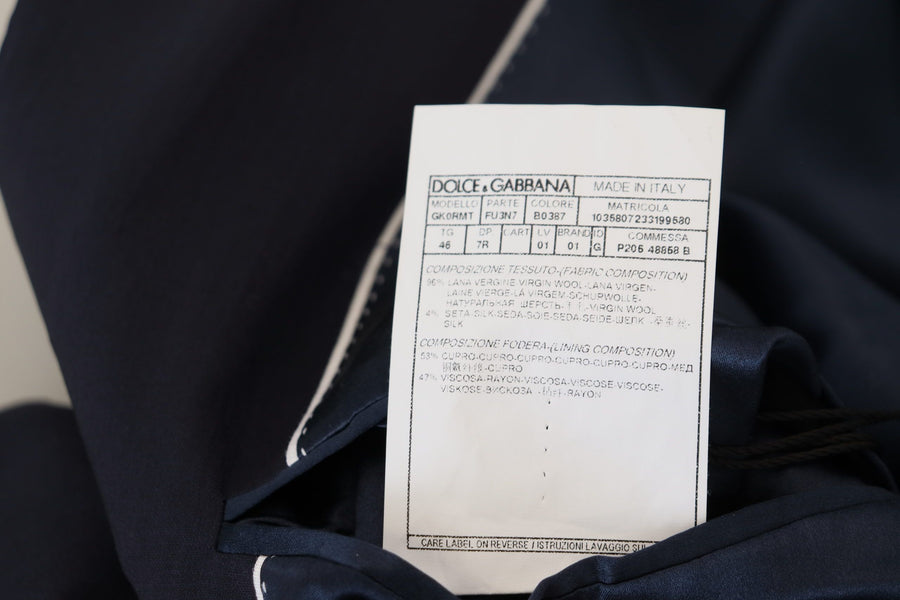 DOLCE & GABBANA MADE IN ITALY
MODELLO PARTE COLORE MATRICOLA
GK0RMT FU3N7 B0387 1035807233199580
TG DP CART LV BRAND ID COMMESSA
46 7R 01 01 G P206 48858 B
COMPOSIZIONE TESSUTO-(FABRIC COMPOSITION)
96% LANA VERGINE VIRGIN WOOL-LANA VIRGEN-
LAINE VIERGE-LÃ VIRGEM-SCHURWOLLE-
НАТУРАЛЬНАЯ ШЕРСТЬ- -VIRGIN WOOL
4% SETA-SILK-SEDA-SOIE-SEDA-SEIDE-ШЕЛК -
SILK
COMPOSIZIONE FODERA-(LINING COMPOSITION)
53% CUPRO-CUPRO-CUPRO-CUPRO-CUPRO-CUPRO-МЕД
-CUPRO
47% VISCOSA-RAYON-VISCOSA-VISCOSE-VISCOSE-
VISKOSE-ВИСКОЗА - -RAYON
CARE LABEL ON REVERSE / ISTRUZIONI LAVAGGIO SUL